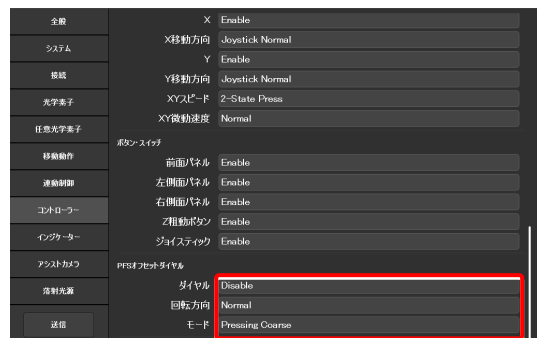 全般
システム
接続
光学素子
任意光学素子
移動動作
連動制御
コントローラー
インジケーター
アシストカメラ
落射光源
送信
X Enable
X移動方向 Joystick Normal
Y Enable
Y移動方向 Joystick Normal
XYスピード 2-State Press
XY微動速度 Normal
ボタン・スイッチ
前面パネル Enable
左側面パネル Enable
右側面パネル Enable
Z粗動ボタン Enable
ジョイスティック Enable
PFSオフセットダイヤル
ダイヤル Disable
回転方向 Normal
モード Pressing Coarse